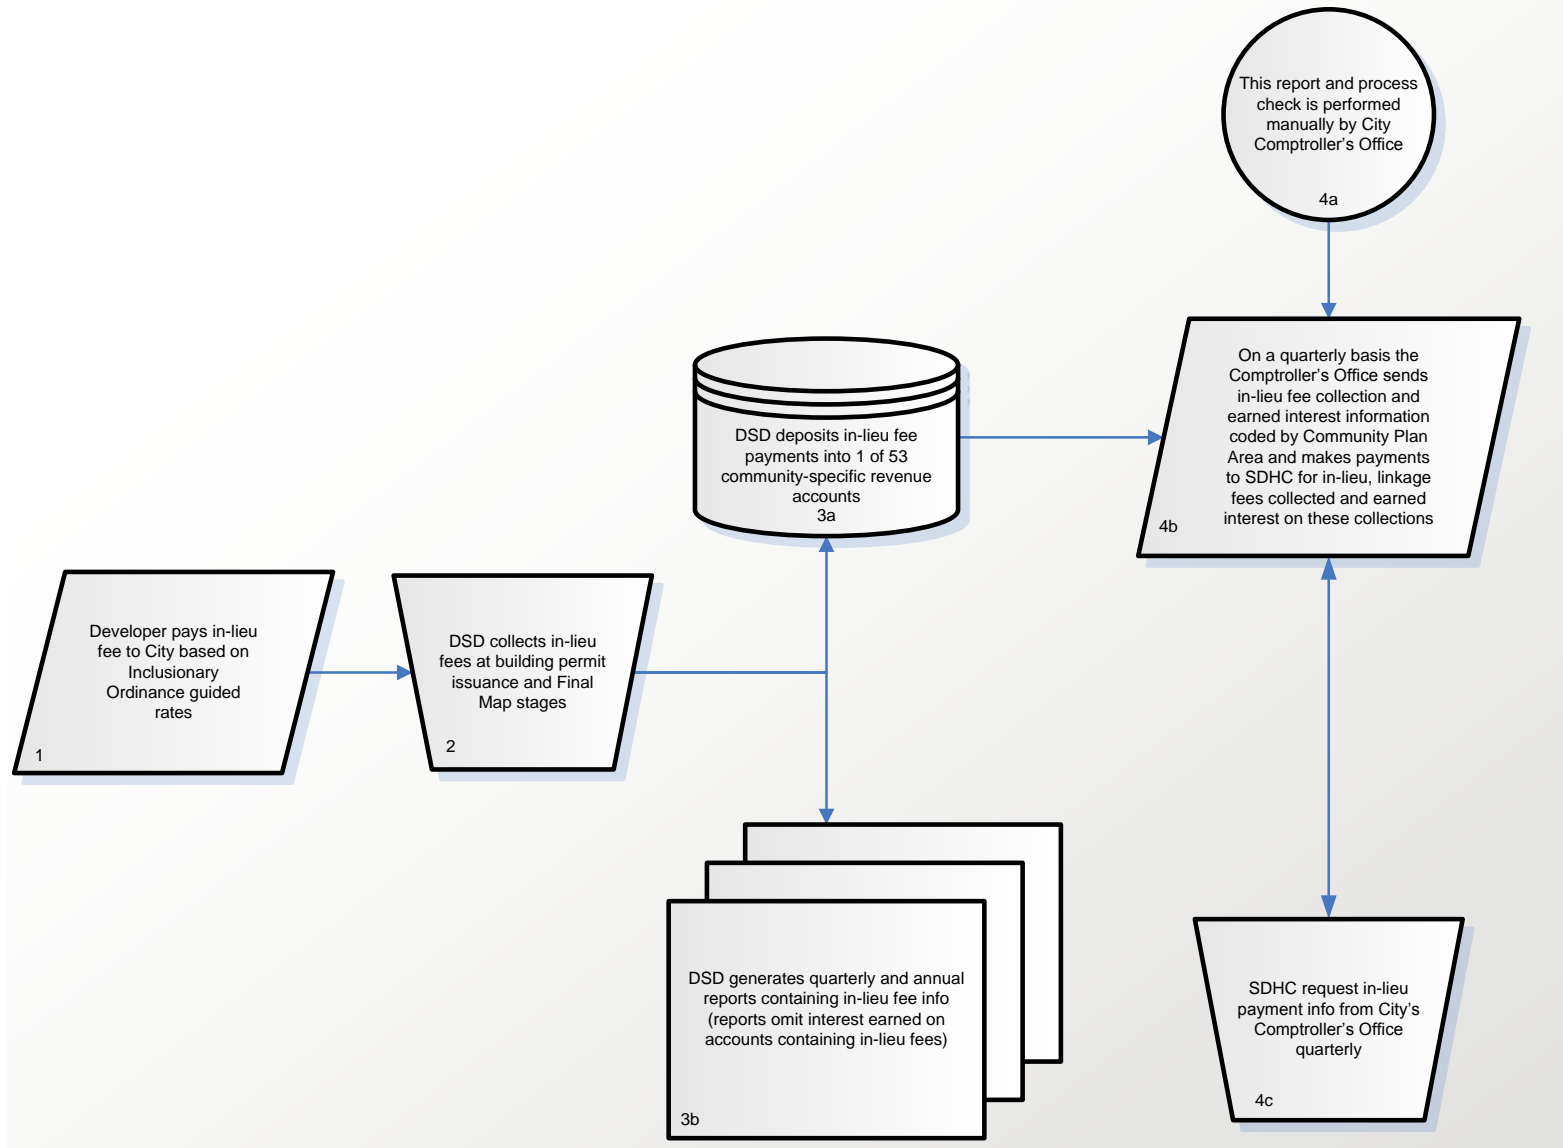 This report and process
check is performed
manually by City
Comptroller's Office
4a
On a quarterly basis the
Comptroller's Office sends
in-lieu fee collection and
earned interest information
coded by Community Plan
Area and makes payments
to SDHC for in-lieu, linkage
fees collected and earned
interest on these collections
4b
DSD deposits in-lieu fee
payments into 1 of 53
community-specific revenue
accounts
3a
Developer pays in-lieu
fee to City based on
Inclusionary
Ordinance guided
rates
1
DSD collects in-lieu
fees at building permit
issuance and Final
Map stages
2
DSD generates quarterly and annual
reports containing in-lieu fee info
(reports omit interest earned on
accounts containing in-lieu fees)
3b
SDHC request in-lieu
payment info from City's
Comptroller's Office
quarterly
4c